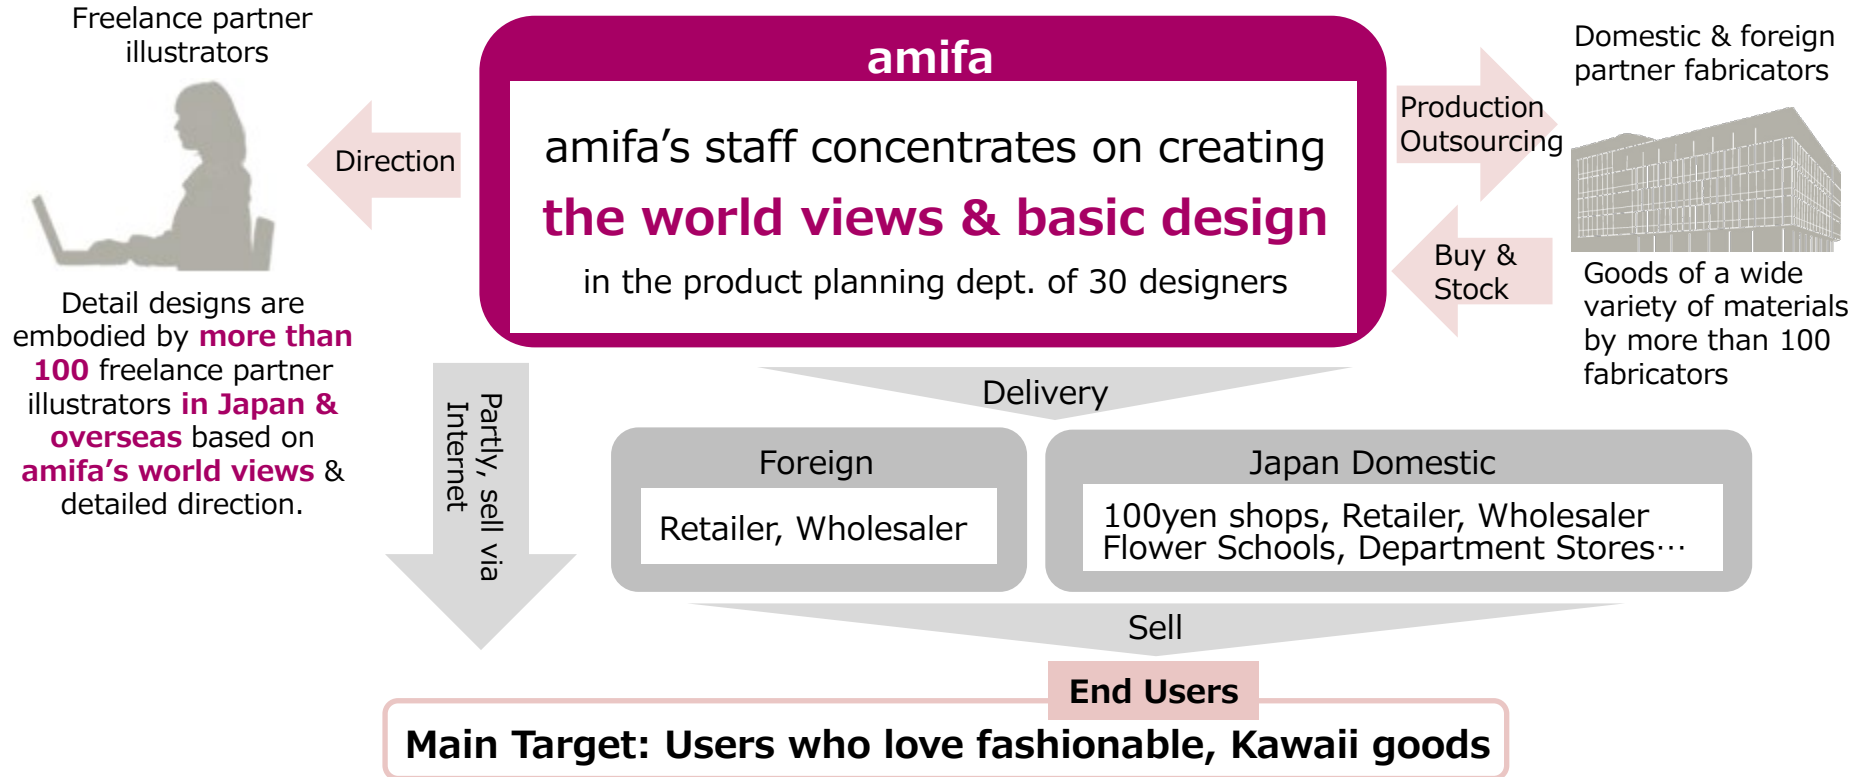 Freelance partner
illustrators
Direction
Detail designs are
embodied by more than
100 freelance partner
illustrators in Japan &
overseas based on
amifa’s world views &
detailed direction.
amifa
amifa’s staff concentrates on creating
the world views & basic design
in the product planning dept. of 30 designers
Production
Outsourcing
Buy &
Stock
Domestic & foreign
partner fabricators
Goods of a wide
variety of materials
by more than 100
fabricators
Partly, sell via
Internet
Delivery
Foreign
Retailer, Wholesaler
Japan Domestic
100yen shops, Retailer, Wholesaler
Flower Schools, Department Stores…
Sell
End Users
Main Target: Users who love fashionable, Kawaii goods